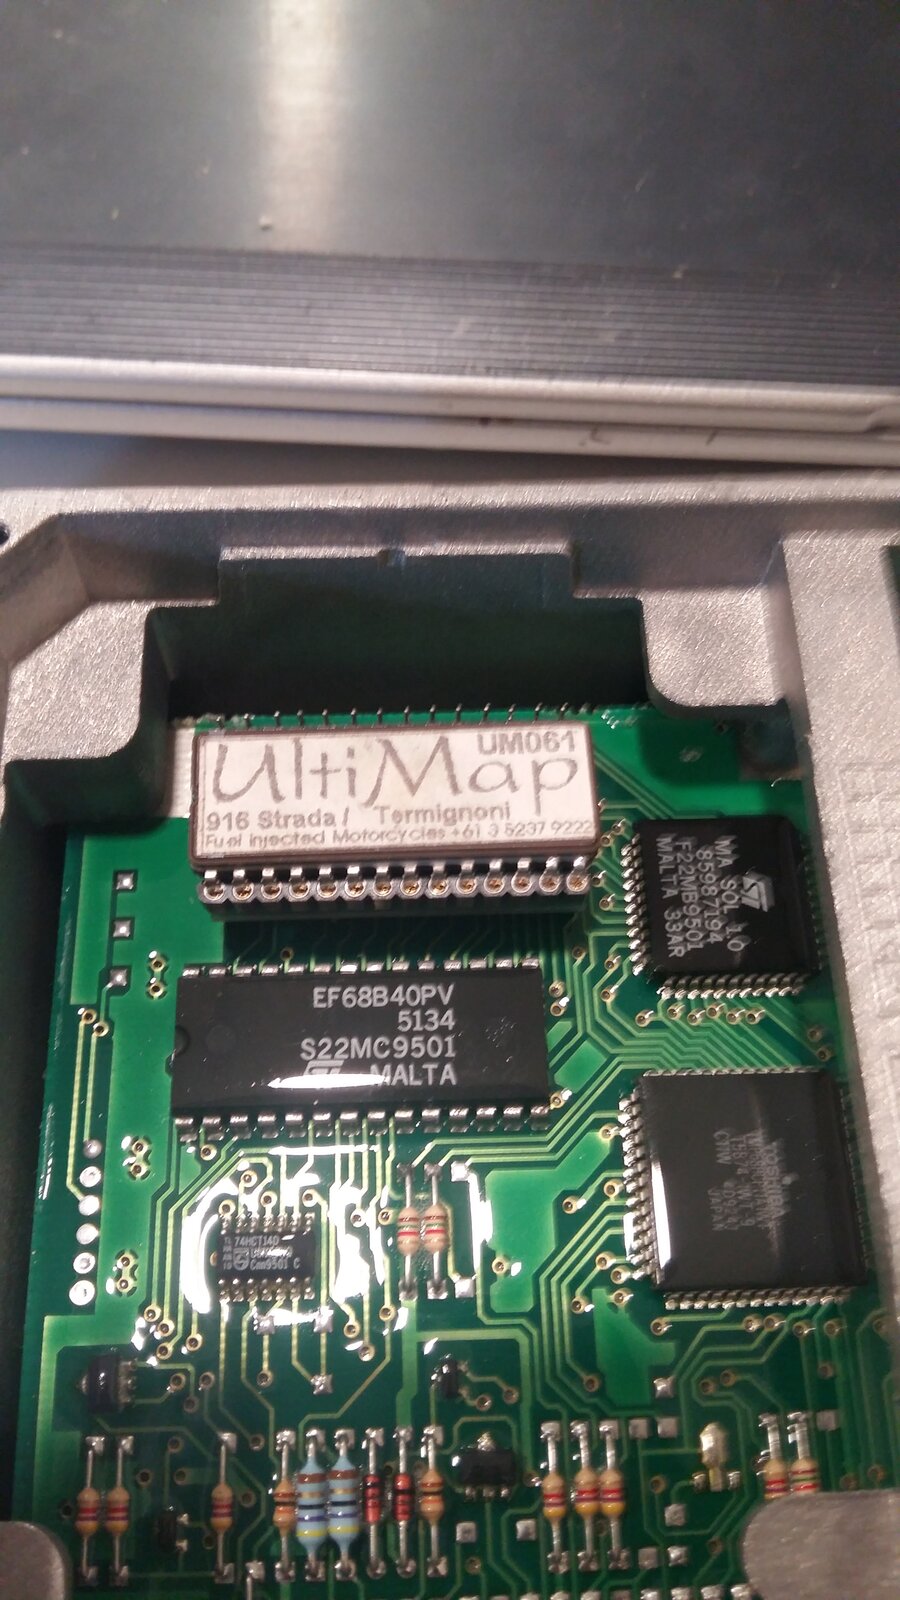 UltiMap
UM061
916 Strada / Termignoni
Fuel Injected Motorcycles +61 3 5237 9222
MA SOL 10
85987194
F22MB9501
MALTA 33AR
EF68B40PV
5134
S22MC9501
MALTA
74HCT14D
Cnm9501 C